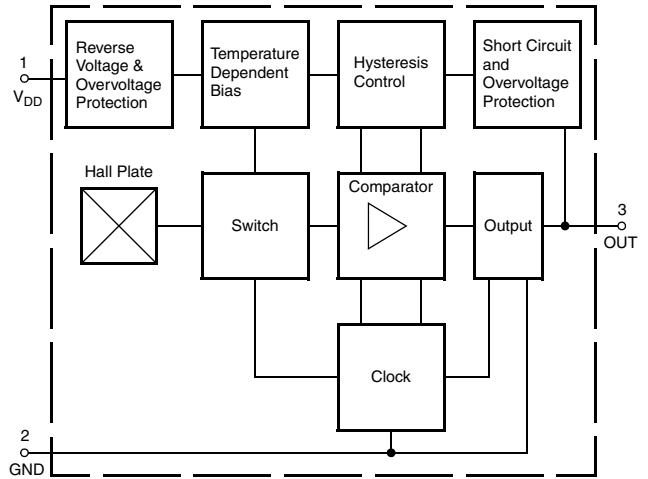 Reverse
Voltage &
Overvoltage
Protection
Temperature
Dependent
Bias
Hysteresis
Control
Short Circuit
and
Overvoltage
Protection
1
VDD
Hall Plate
Switch
Comparator
Output
3
OUT
Clock
2
GND